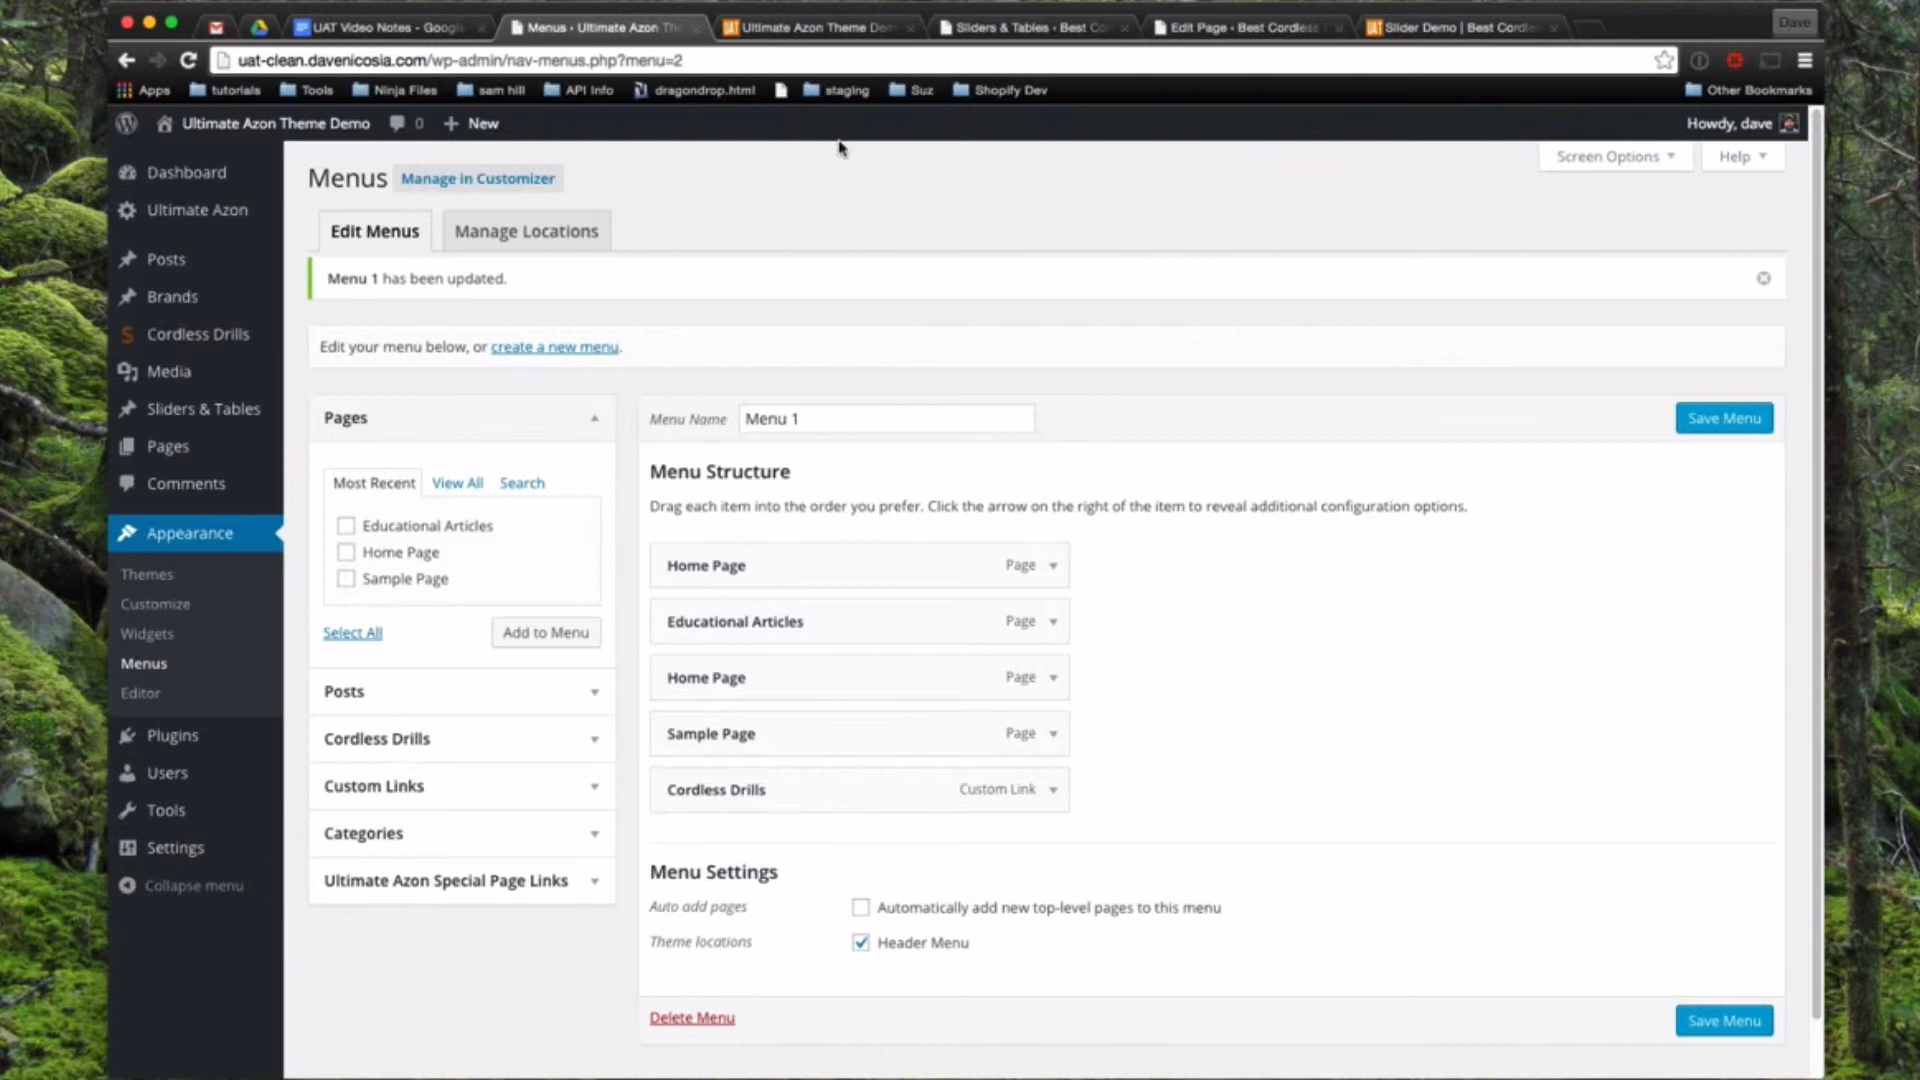 UAT Video Notes - Google
Menus ‹ Ultimate Azon Th
Ultimate Azon Theme Dem
Sliders & Tables ‹ Best Co
Edit Page ‹ Best Cordless
Slider Demo | Best Cordle
Dave
uat-clean.davenicosia.com/wp-admin/nav-menus.php?menu=2
Apps
tutorials
Tools
Ninja Files
sam hill
API Info
dragondrop.html
staging
Suz
Shopify Dev
Other Bookmarks
Ultimate Azon Theme Demo
0
+ New
Howdy, dave
Dashboard
Ultimate Azon
Posts
Brands
Cordless Drills
Media
Sliders & Tables
Pages
Comments
Appearance
Themes
Customize
Widgets
Menus
Editor
Plugins
Users
Tools
Settings
Collapse menu
Screen Options
Help
Menus
Manage in Customizer
Edit Menus
Manage Locations
Menu 1 has been updated.
Edit your menu below, or create a new menu.
Pages
Most Recent
View All
Search
Educational Articles
Home Page
Sample Page
Select All
Add to Menu
Posts
Cordless Drills
Custom Links
Categories
Ultimate Azon Special Page Links
Menu Name
Menu 1
Save Menu
Menu Structure
Drag each item into the order you prefer. Click the arrow on the right of the item to reveal additional configuration options.
Home Page
Page
Educational Articles
Page
Home Page
Page
Sample Page
Page
Cordless Drills
Custom Link
Menu Settings
Auto add pages
Automatically add new top-level pages to this menu
Theme locations
Header Menu
Delete Menu
Save Menu